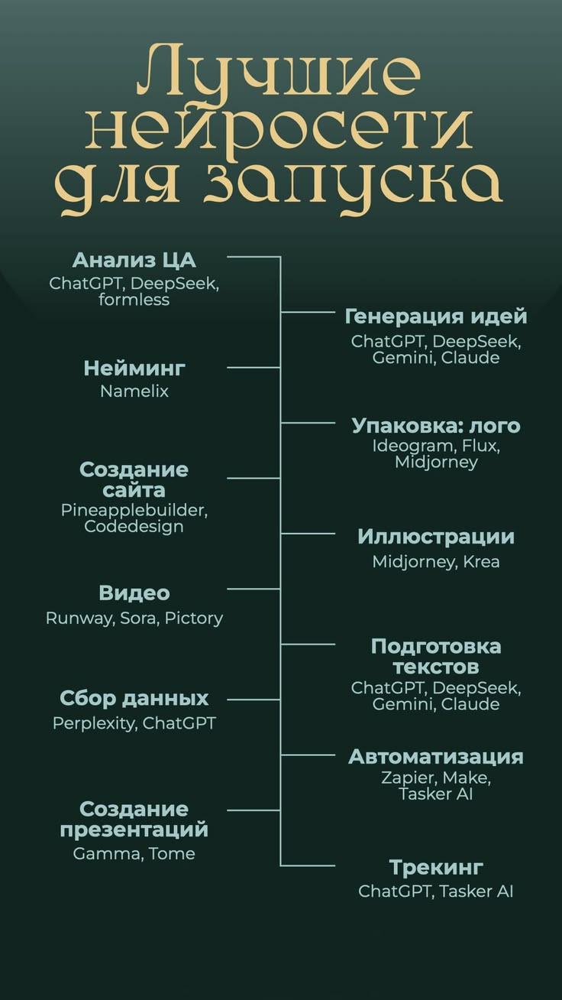 Лучшие
нейросети
для запуска
Анализ ЦА
ChatGPT, DeepSeek,
formless
Генерация идей
ChatGPT, DeepSeek,
Gemini, Claude
Нейминг
Namelix
Упаковка: лого
Ideogram, Flux,
Midjorney
Создание
сайта
Pineapplebuilder,
Codedesign
Иллюстрации
Midjorney, Krea
Видео
Runway, Sora, Pictory
Подготовка
текстов
ChatGPT, DeepSeek,
Gemini, Claude
Сбор данных
Perplexity, ChatGPT
Автоматизация
Zapier, Make,
Tasker AI
Создание
презентаций
Gamma, Tome
Трекинг
ChatGPT, Tasker AI